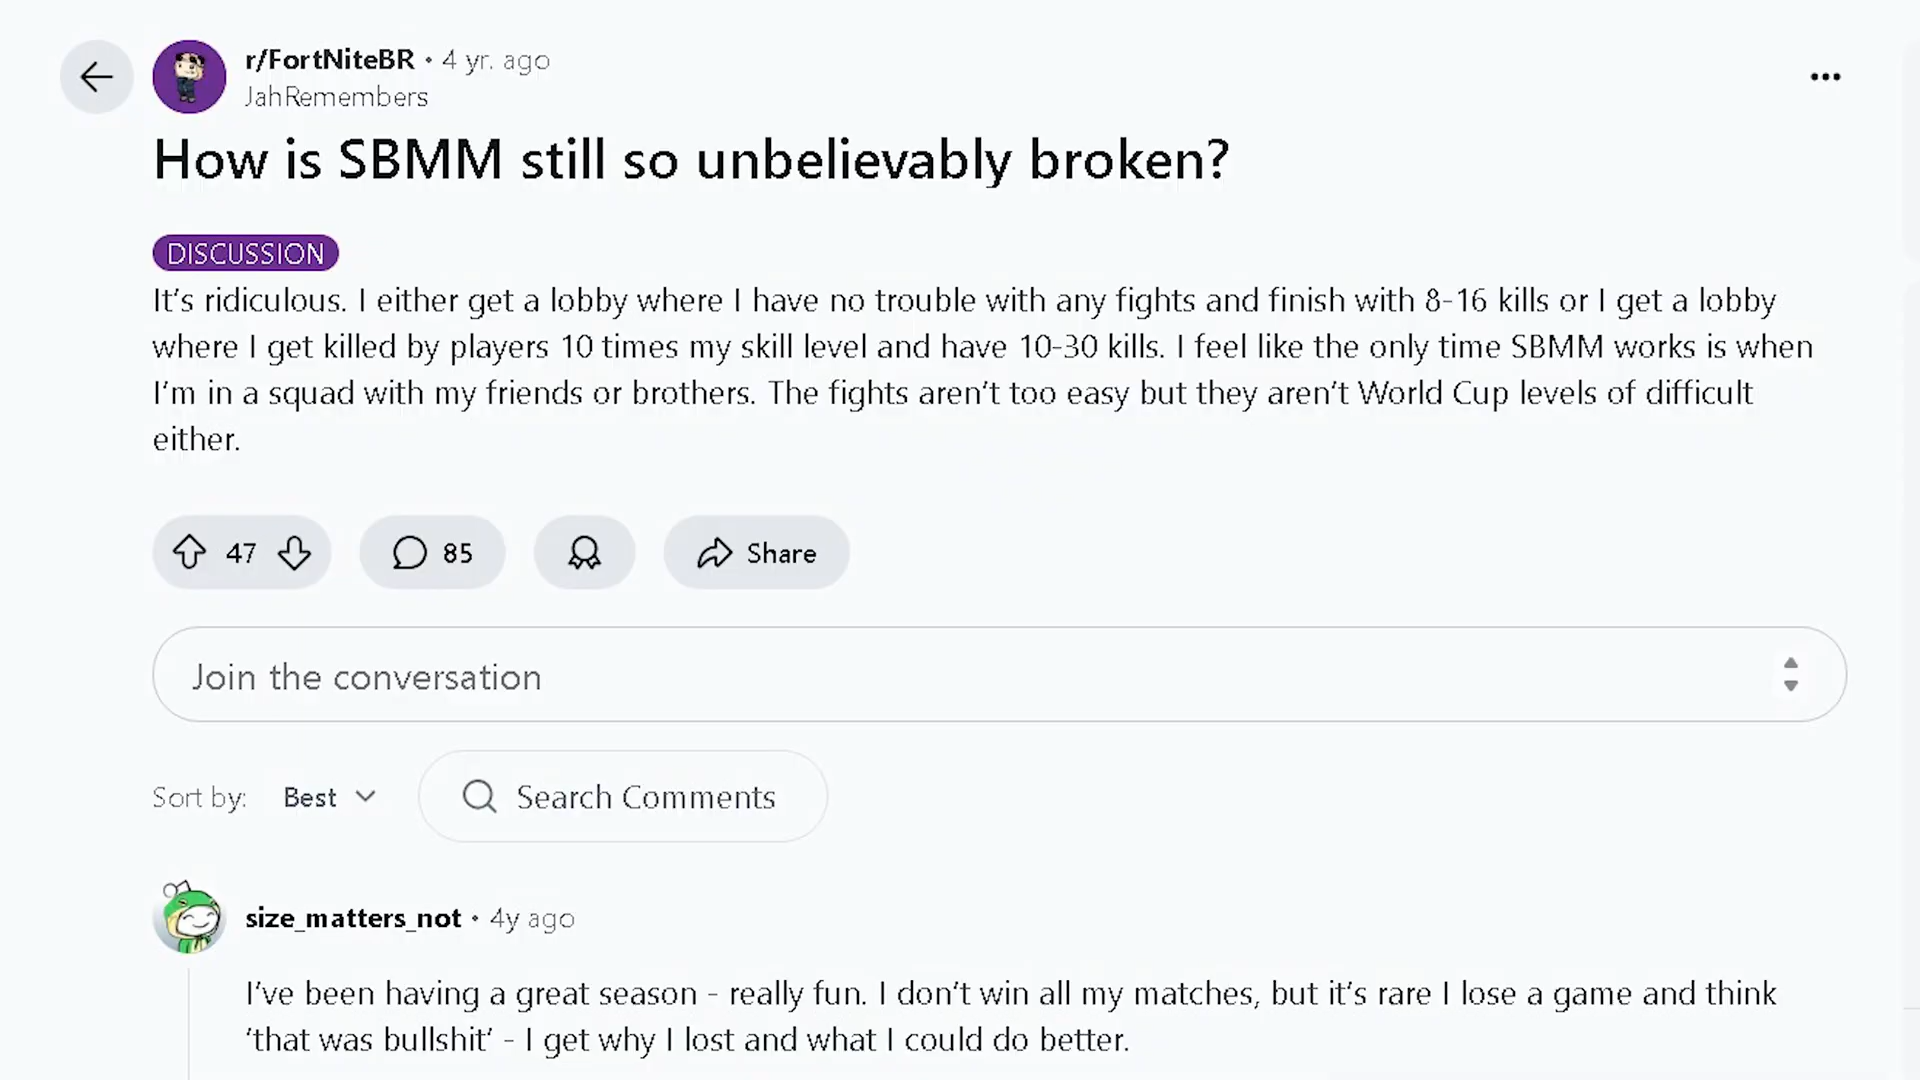 r/FortNiteBR • 4 yr. ago
JahRemembers
How is SBMM still so unbelievably broken?
DISCUSSION
It's ridiculous. I either get a lobby where I have no trouble with any fights and finish with 8-16 kills or I get a lobby
where I get killed by players 10 times my skill level and have 10-30 kills. I feel like the only time SBMM works is when
I'm in a squad with my friends or brothers. The fights aren't too easy but they aren't World Cup levels of difficult
either.
47 85 Share
Join the conversation
Sort by: Best Search Comments
size_matters_not • 4y ago
I've been having a great season - really fun. I don't win all my matches, but it's rare I lose a game and think
'that was bullshit' - I get why I lost and what I could do better.